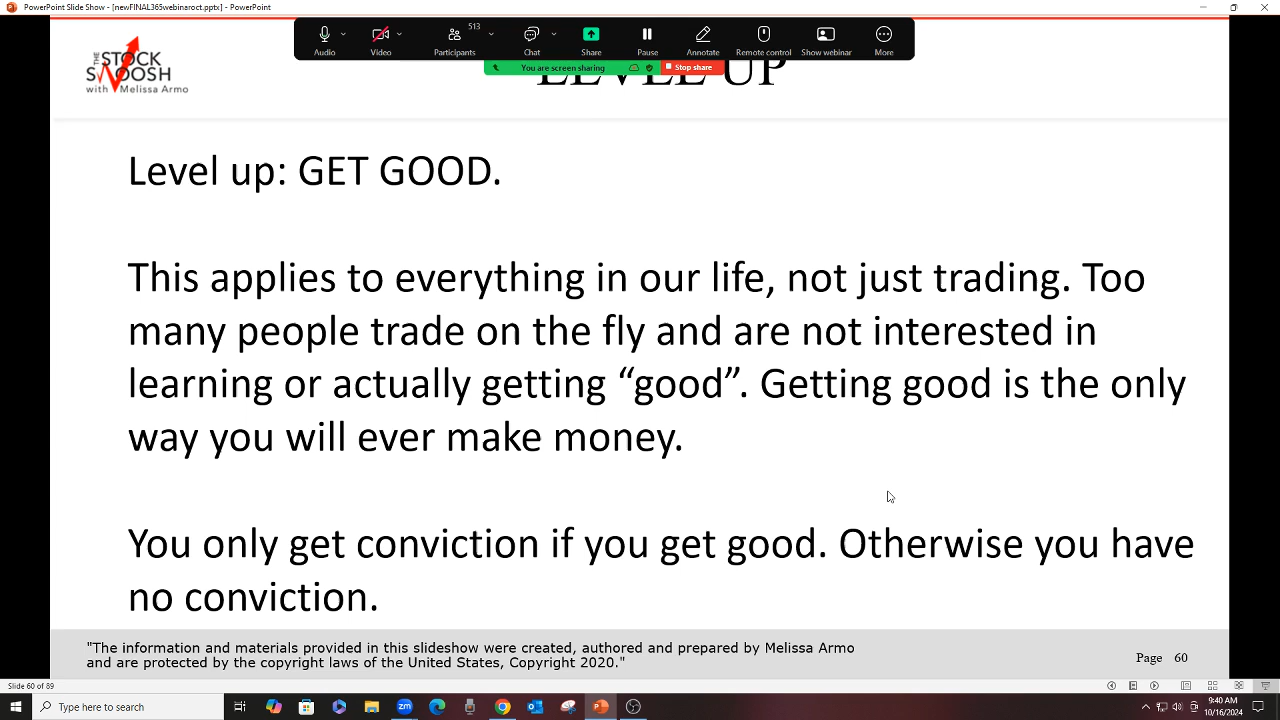 PowerPoint Slide Show - [newFINAL365webinaroct.pptx] - PowerPoint
513
Audio Video Participants Chat Share Pause Annotate Remote control Show webinar More
You are screen sharing Stop share
THE STOCK
SWOOSH
with Melissa Armo
LEVEL UP
Level up: GET GOOD.
This applies to everything in our life, not just trading. Too
many people trade on the fly and are not interested in
learning or actually getting “good”. Getting good is the only
way you will ever make money.
You only get conviction if you get good. Otherwise you have
no conviction.
"The information and materials provided in this slideshow were created, authored and prepared by Melissa Armo
and are protected by the copyright laws of the United States, Copyright 2020."
Page 60
Slide 60 of 89
Type here to search
9:40 AM
10/16/2024